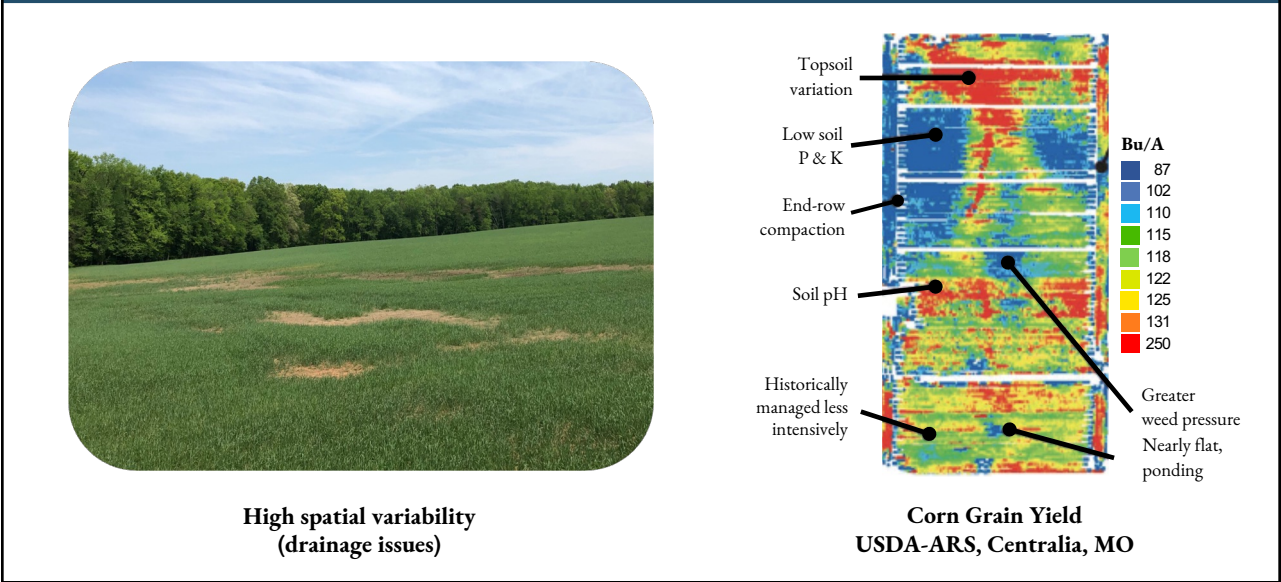 Topsoil
variation
Low soil
P & K
End-row
compaction
Soil pH
Historically
managed less
intensively
Bu/A
87
102
110
115
118
122
125
131
250
Greater
weed pressure
Nearly flat,
ponding
High spatial variability
(drainage issues)
Corn Grain Yield
USDA-ARS, Centralia, MO